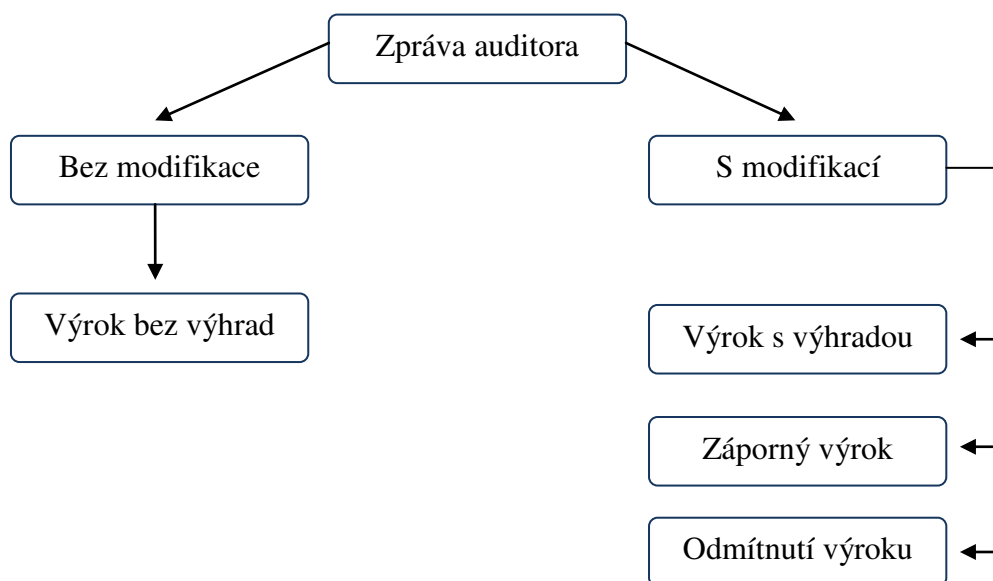 Zpráva auditora
Bez modifikace
S modifikací
Výrok bez výhrad
Výrok s výhradou
Záporný výrok
Odmítnutí výroku